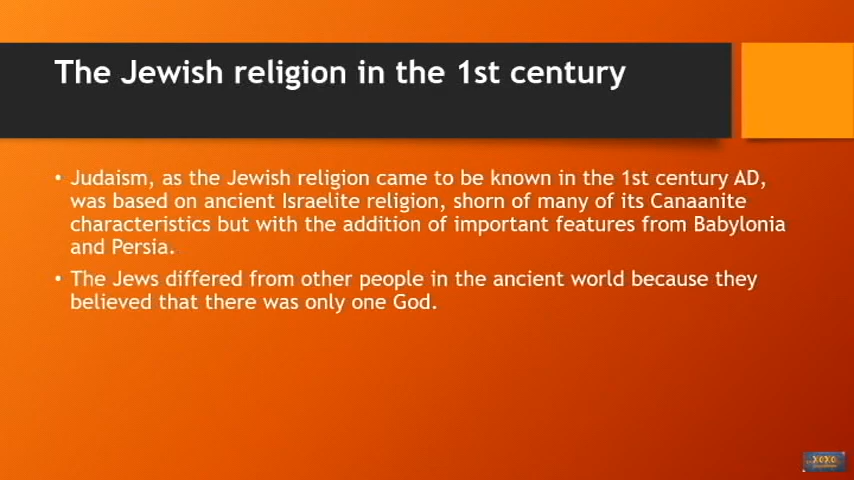 The Jewish religion in the 1st century
• Judaism, as the Jewish religion came to be known in the 1st century AD,
was based on ancient Israelite religion, shorn of many of its Canaanite
characteristics but with the addition of important features from Babylonia
and Persia.
• The Jews differed from other people in the ancient world because they
believed that there was only one God.